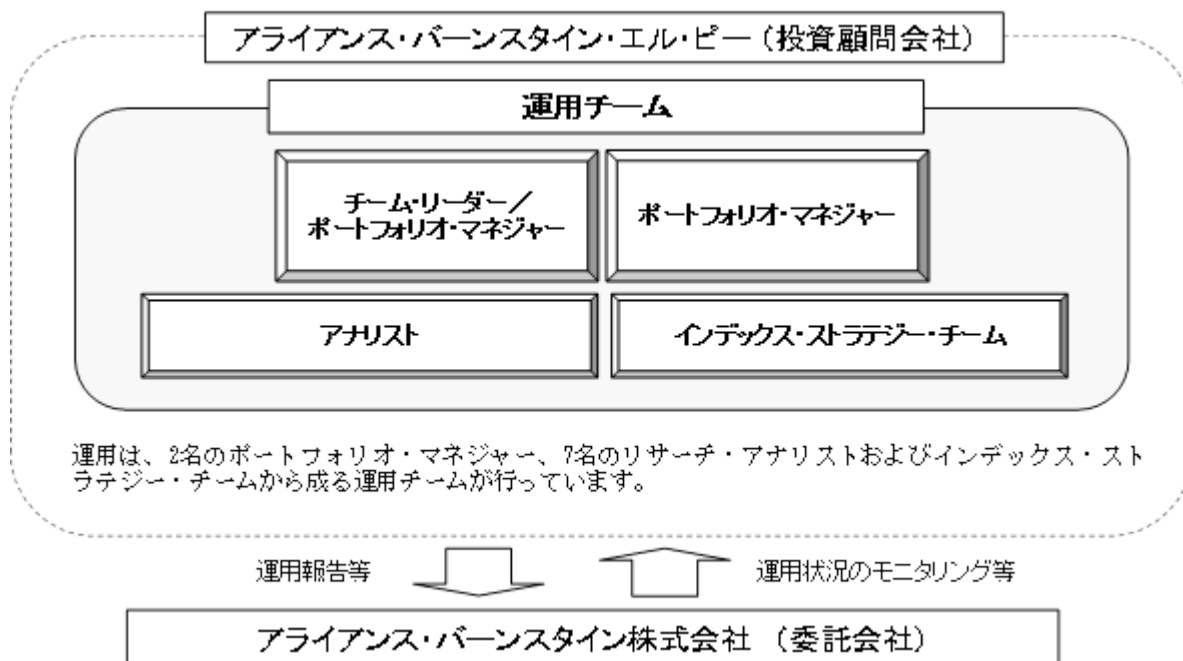 アライアンス・バーンスタイン・エル・ピー（投資顧問会社）
運用チーム
チーム・リーダー／
ポートフォリオ・マネジャー
ポートフォリオ・マネジャー
アナリスト
インデックス・ストラテジー・チーム
運用は、2名のポートフォリオ・マネジャー、7名のリサーチ・アナリストおよびインデックス・スト
ラテジー・チームから成る運用チームが行っています。
運用報告等
運用状況のモニタリング等
アライアンス・バーンスタイン株式会社 （委託会社）